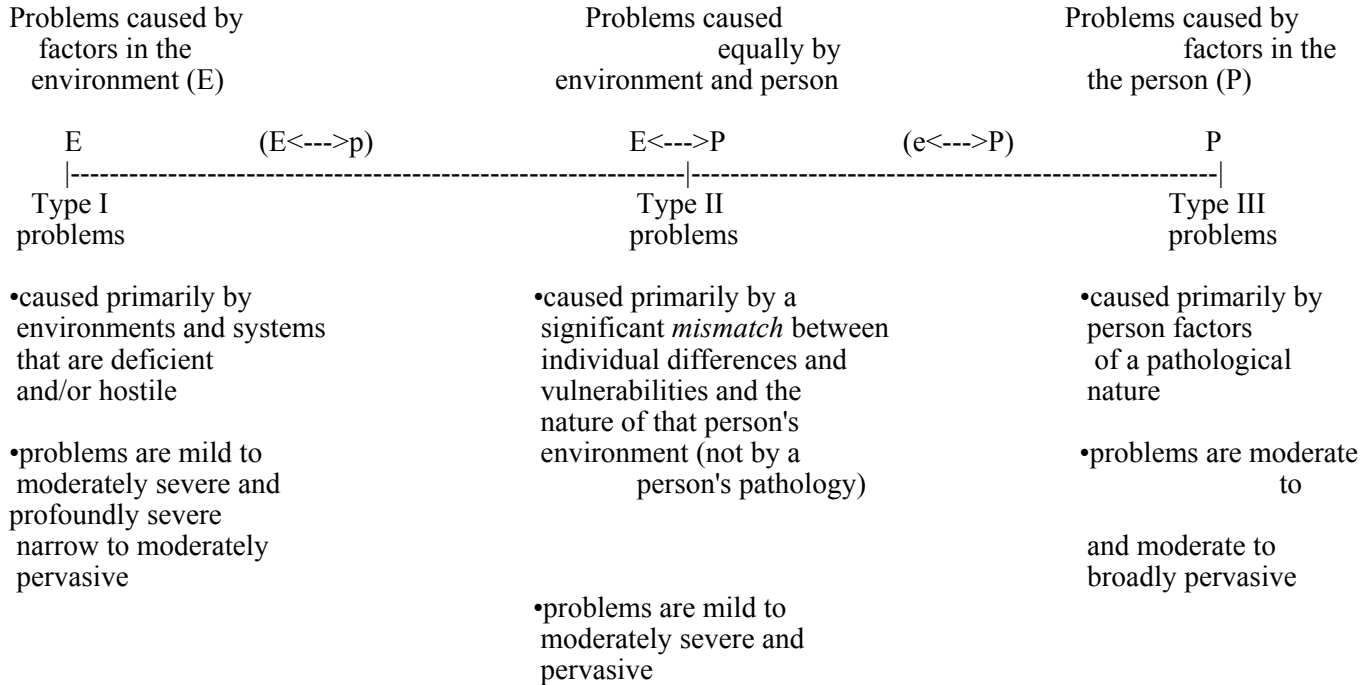 Problems caused by
factors in the
environment (E)
Problems caused
equally by
environment and person
Problems caused by
factors in the
the person (P)
E (E<--->p) E<--->P (e<--->P) P
|---------------------------------------------------------------|------------------------------------------------------|
Type I
problems
Type II
problems
Type III
problems
•caused primarily by
environments and systems
that are deficient
and/or hostile
•problems are mild to
moderately severe and
profoundly severe
narrow to moderately
pervasive
•caused primarily by a
significant mismatch between
individual differences and
vulnerabilities and the
nature of that person's
environment (not by a
person's pathology)
•problems are mild to
moderately severe and
pervasive
•caused primarily by
person factors
of a pathological
nature
•problems are moderate
to
and moderate to
broadly pervasive